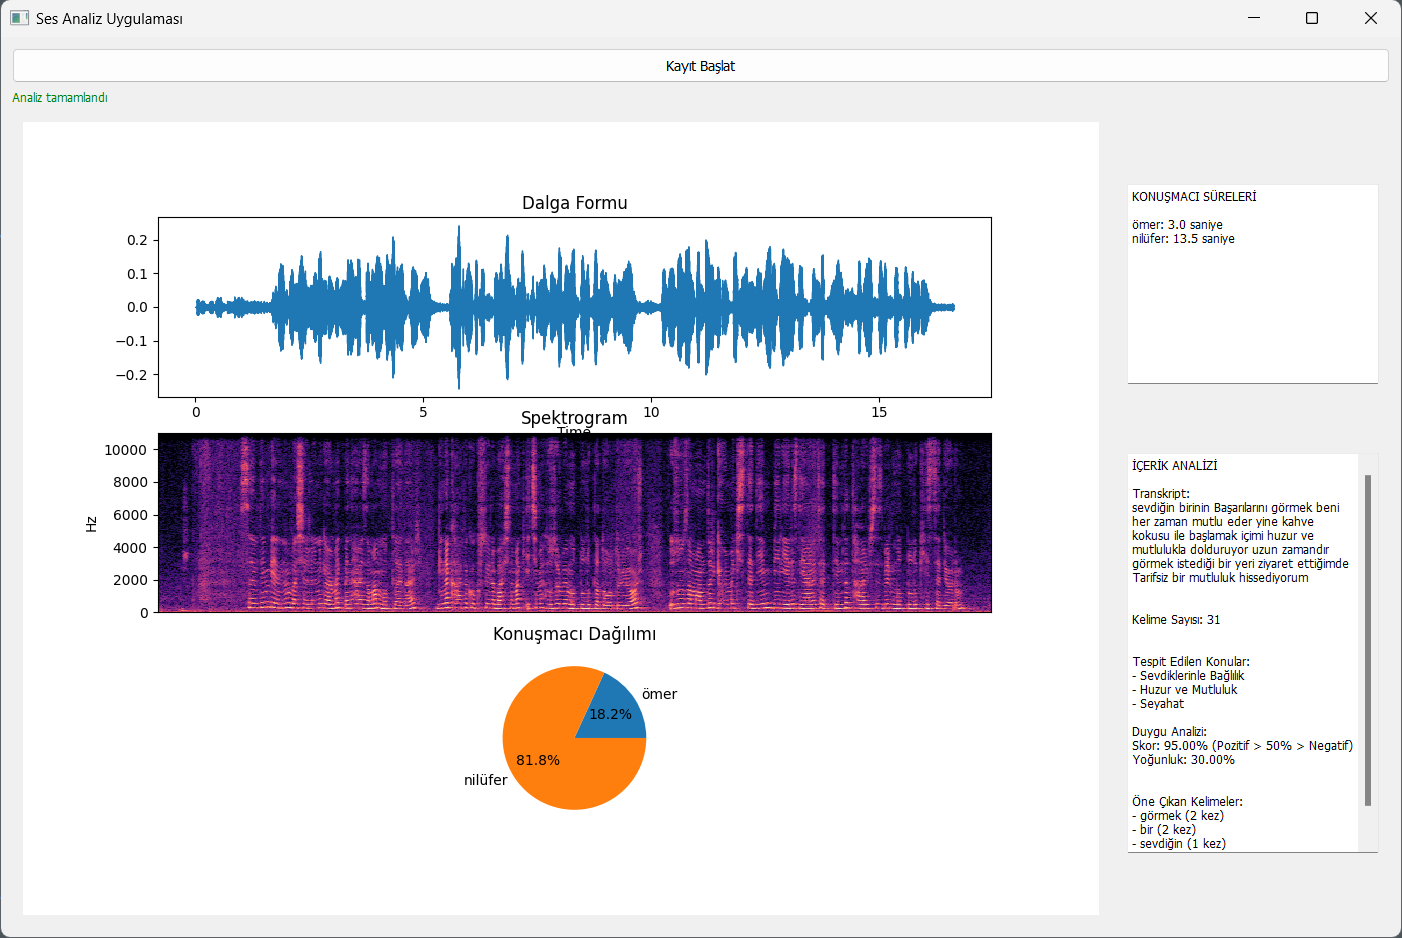 Ses Analiz Uygulaması
Kayıt Başlat
Analiz tamamlandı
Dalga Formu
0.2
0.1
0.0
−0.1
−0.2
0 5 10 15
Time
Spektrogram
10000
8000
6000
4000
2000
0
Hz
Konuşmacı Dağılımı
ömer
18.2%
81.8%
nilüfer
KONUŞMACI SÜRELERİ
ömer: 3.0 saniye
nilüfer: 13.5 saniye
İÇERİK ANALİZİ
Transkript:
sevdiğin birinin Başarılarını görmek beni
her zaman mutlu eder yine kahve
kokusu ile başlamak içimi huzur ve
mutlulukla dolduruyor uzun zamandır
görmek istediği bir yeri ziyaret ettiğimde
Tarifsiz bir mutluluk hissediyorum
Kelime Sayısı: 31
Tespit Edilen Konular:
- Sevdiklerinle Bağlılık
- Huzur ve Mutluluk
- Seyahat
Duygu Analizi:
Skor: 95.00% (Pozitif > 50% > Negatif)
Yoğunluk: 30.00%
Öne Çıkan Kelimeler:
- görmek (2 kez)
- bir (2 kez)
- sevdiğin (1 kez)